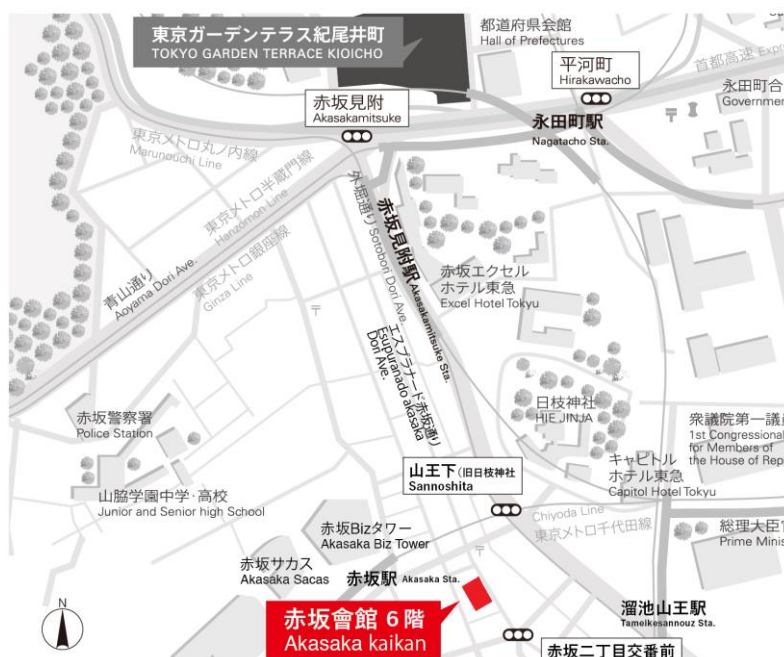 東京ガーデンテラス紀尾井町
TOKYO GARDEN TERRACE KIOICHO
都道府県会館
Hall of Prefectures
平河町
Hirakawacho
首都高速 Expo
赤坂見附
Akasakamitsuke
永田町合
Governmen
永田町駅
Nagatacho Sta.
東京メトロ丸ノ内線
Marunouchi Line
東京メトロ半蔵門線
Hanzomon Line
東京メトロ銀座線
Ginza Line
青山通り
Aoyama Dori Ave.
外堀通り Sotobori Dori Ave.
赤坂見附駅 Akasakamitsuke Sta.
赤坂エクセル
ホテル東急
Excel Hotel Tokyu
エスプラナード赤坂通り
Esupuranado akasaka
Dori Ave.
日枝神社
HIE JINJA
赤坂警察署
Police Station
衆議院第一議員
1st Congressional
for Members of
the House of Rep
山王下(旧日枝神社
Sannoshita
キャピトル
ホテル東急
Capitol Hotel Tokyu
山脇学園中学・高校
Junior and Senior high School
Chiyoda Line
東京メトロ千代田線
赤坂Bizタワー
Akasaka Biz Tower
総理大臣官
Prime Minis
赤坂サカス
Akasaka Sacas
赤坂駅 Akasaka Sta.
赤坂會館 6階
Akasaka kaikan
溜池山王駅
Tameikesannouz Sta.
赤坂二丁目交番前
N